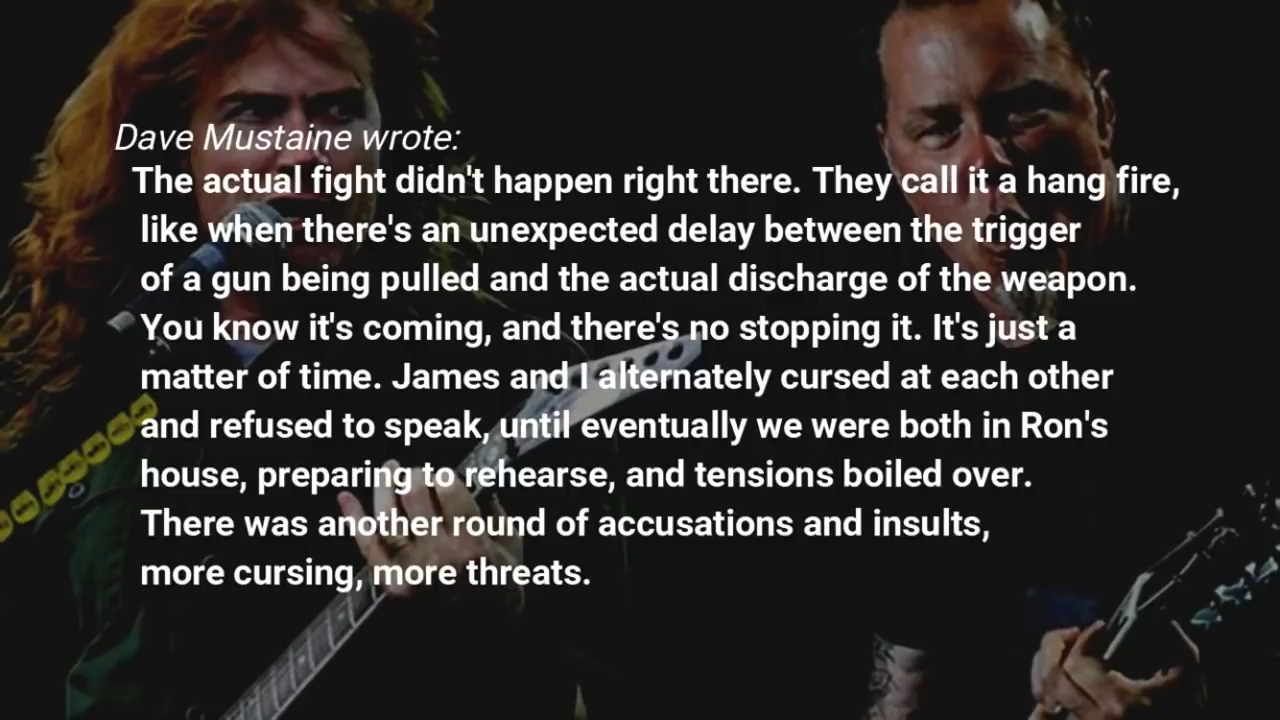 Dave Mustaine wrote:
The actual fight didn't happen right there. They call it a hang fire,
like when there's an unexpected delay between the trigger
of a gun being pulled and the actual discharge of the weapon.
You know it's coming, and there's no stopping it. It's just a
matter of time. James and I alternately cursed at each other
and refused to speak, until eventually we were both in Ron's
house, preparing to rehearse, and tensions boiled over.
There was another round of accusations and insults,
more cursing, more threats.